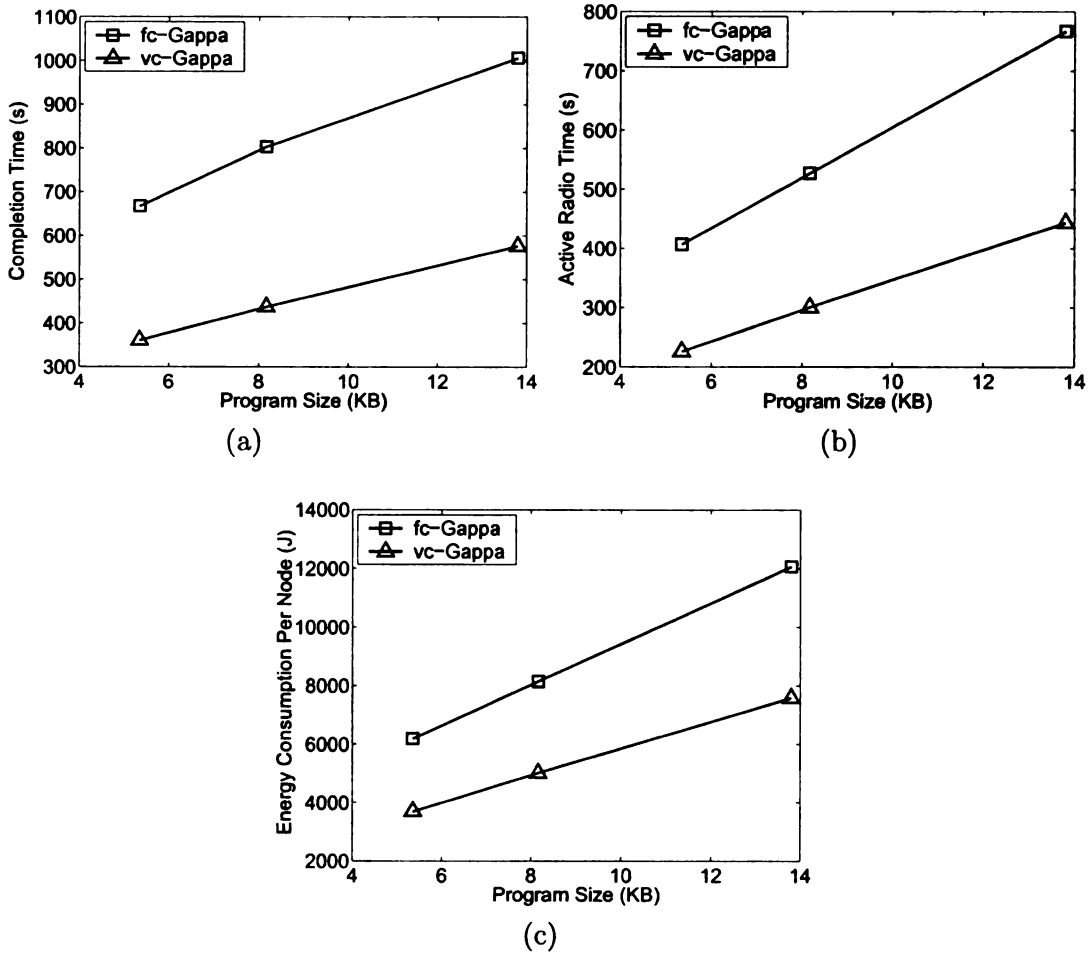 fc-Gappa
vc-Gappa
1100
1000
900
800
700
600
500
400
300
Completion Time (s)
4
6
8
10
12
14
Program Size (KB)
(a)
fc-Gappa
vc-Gappa
800
700
600
500
400
300
200
Active Radio Time (s)
4
6
8
10
12
14
Program Size (KB)
(b)
fc-Gappa
vc-Gappa
14000
12000
10000
8000
6000
4000
2000
Energy Consumption Per Node (J)
4
6
8
10
12
14
Program Size (KB)
(c)